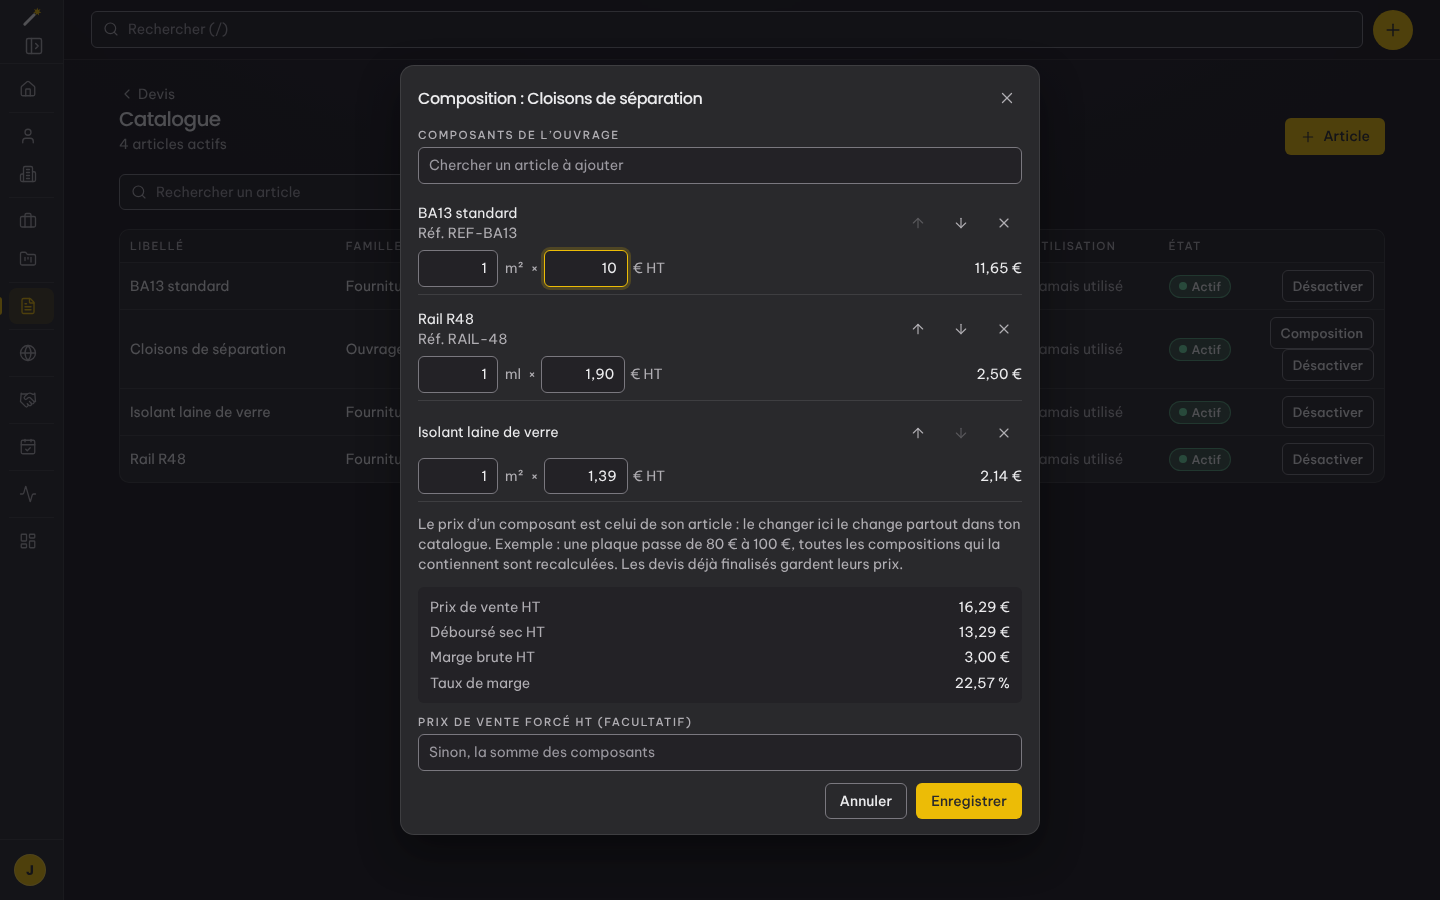 Rechercher (/)
Devis
Catalogue
4 articles actifs
Article
Rechercher un article
LIBELLÉ
FAMILLE
ÉTAT
BA13 standard
Actif
Désactiver
Cloisons de séparation
Ouvrage
Actif
Composition
Désactiver
Isolant laine de verre
Actif
Désactiver
Rail R48
Actif
Désactiver
J
Composition : Cloisons de séparation
COMPOSANTS DE L'OUVRAGE
Chercher un article à ajouter
BA13 standard
Réf. REF-BA13
1 m² × 10 € HT 11,65 €
Rail R48
Réf. RAIL-48
1 ml × 1,90 € HT 2,50 €
Isolant laine de verre
1 m² × 1,39 € HT 2,14 €
Le prix d'un composant est celui de son article : le changer ici le change partout dans ton
catalogue. Exemple : une plaque passe de 80 € à 100 €, toutes les compositions qui la
contiennent sont recalculées. Les devis déjà finalisés gardent leurs prix.
Prix de vente HT 16,29 €
Déboursé sec HT 13,29 €
Marge brute HT 3,00 €
Taux de marge 22,57 %
PRIX DE VENTE FORCÉ HT (FACULTATIF)
Sinon, la somme des composants
Annuler
Enregistrer